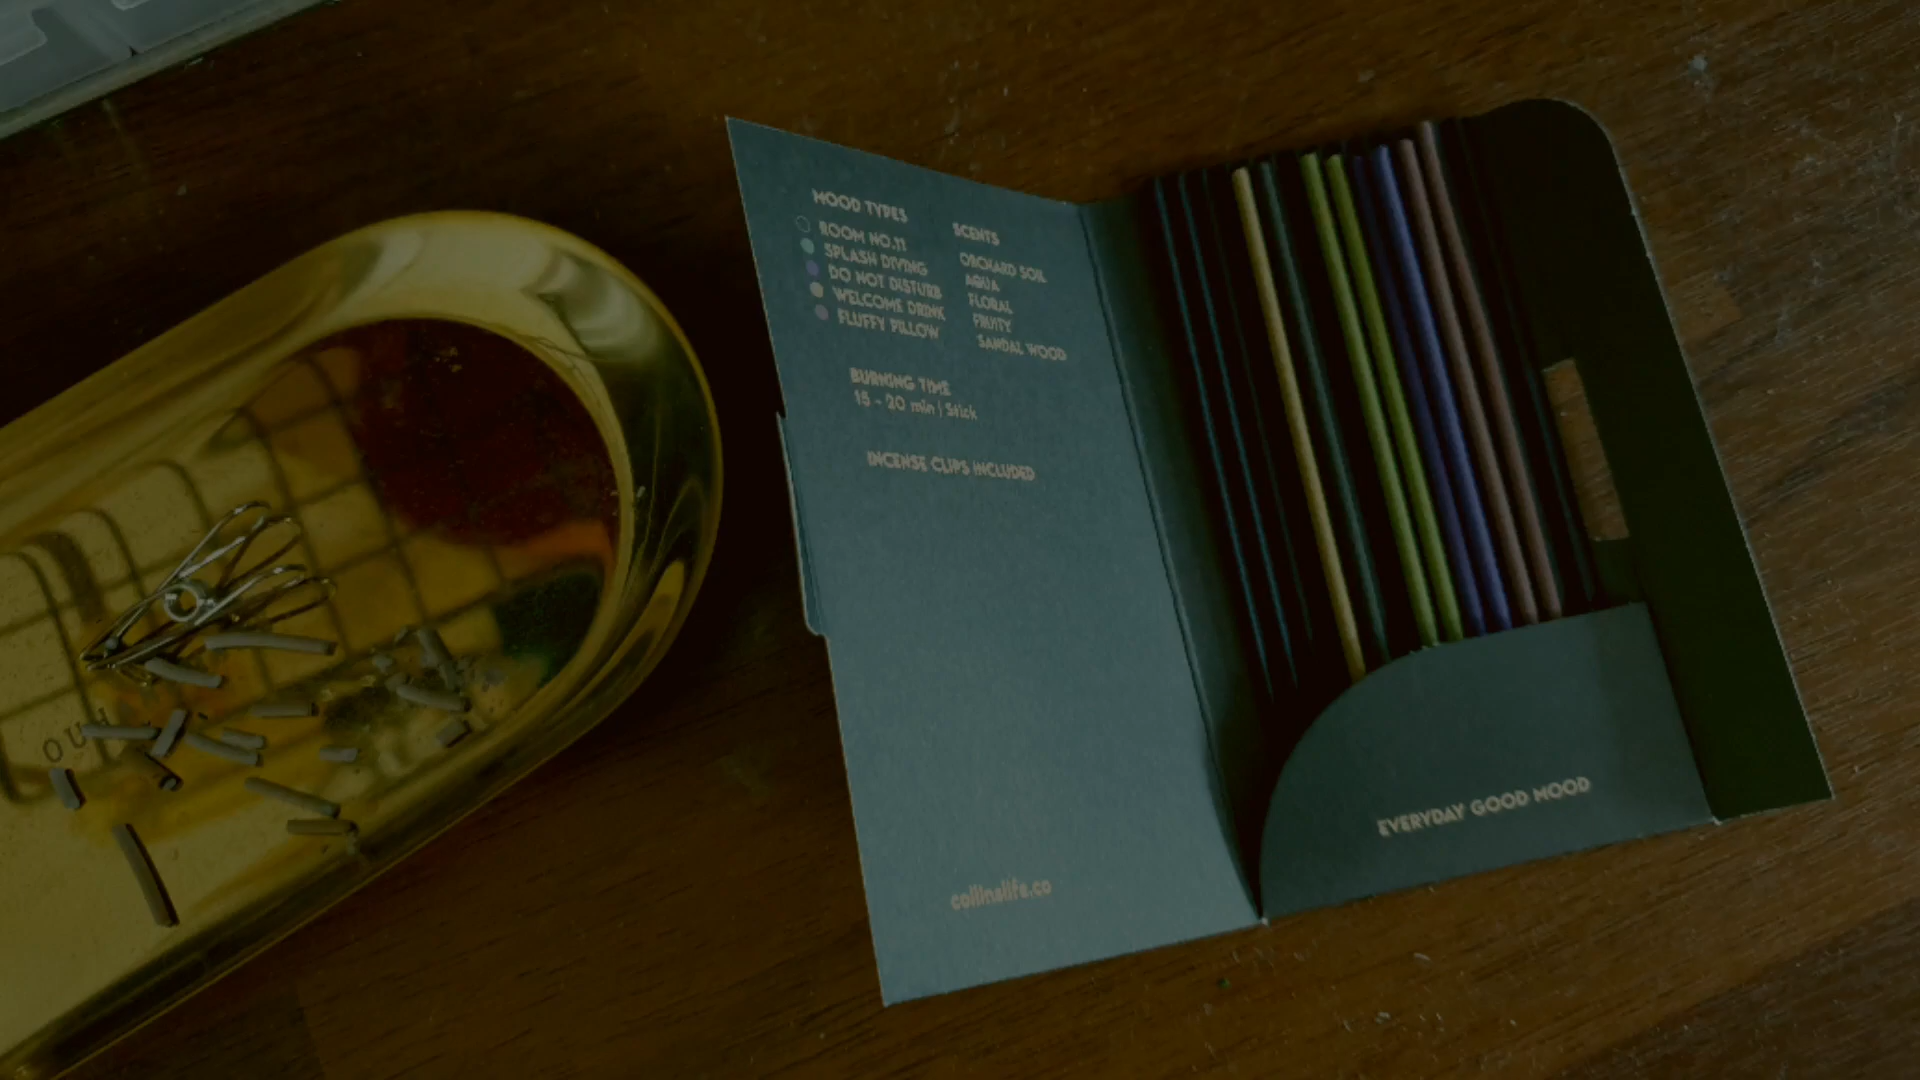 MOOD TYPES
ROOM NO.11
SPLASH DIVING
DO NOT DISTURB
WELCOME DRINK
FLUFFY PILLOW
SCENTS
ORCHARD SOIL
AQUA
FLORAL
FRUITY
SANDAL WOOD
BURNING TIME
15 - 20 min | Stick
INCENSE CLIPS INCLUDED
collinslife.co
EVERYDAY GOOD MOOD